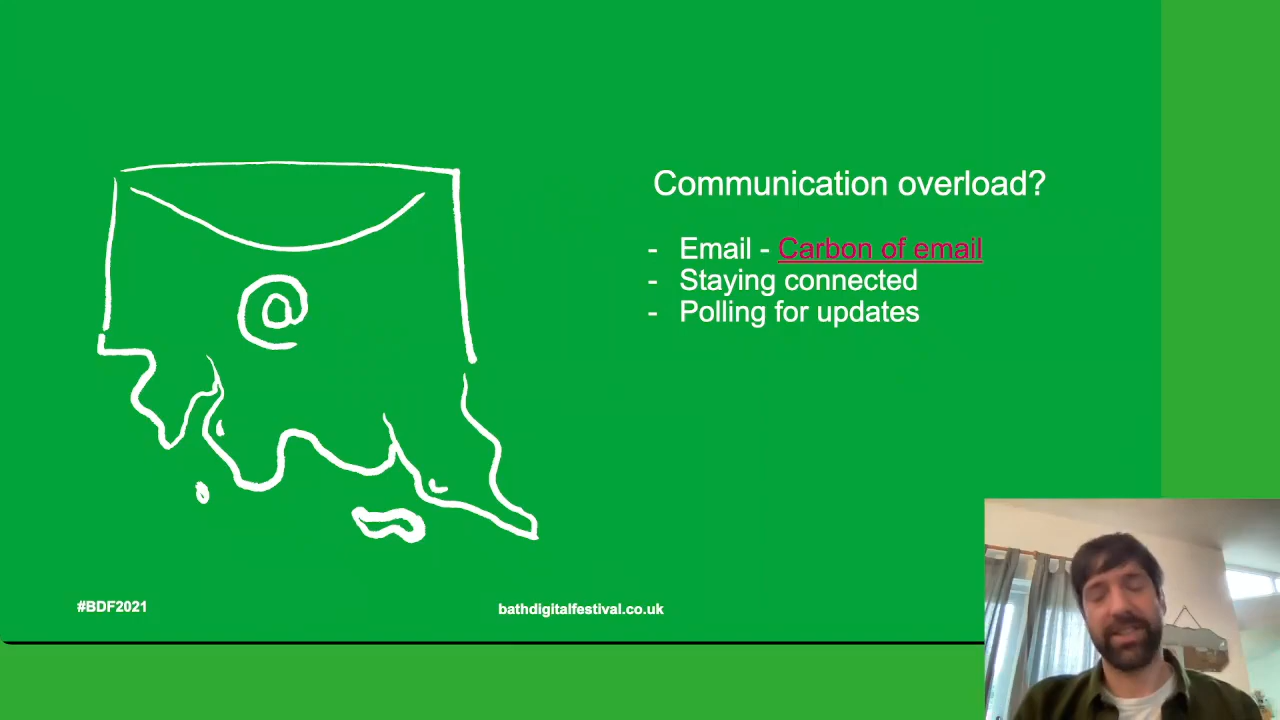 @
Communication overload?
- Email - Carbon of email
- Staying connected
- Polling for updates
#BDF2021
bathdigitalfestival.co.uk